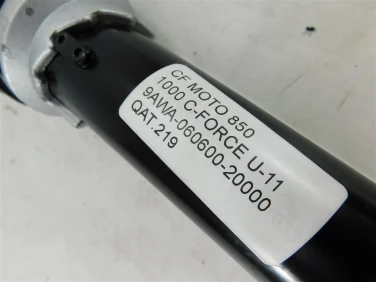 CF MOTO 850
1000 C-FORCE U-11
9AWA-060600-20000
QAT.219